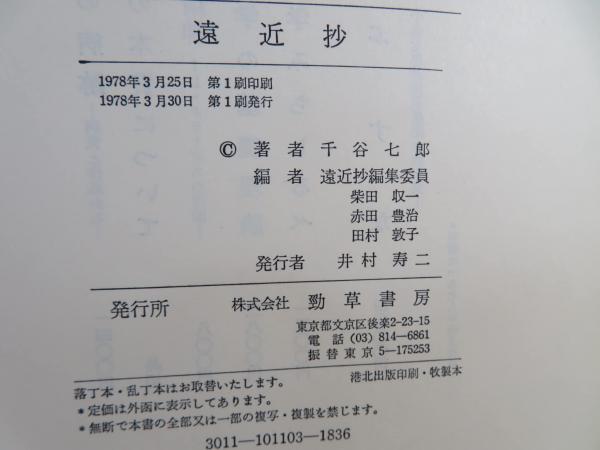 遠近抄
1978年3月25日 第1刷印刷
1978年3月30日 第1刷発行
©著者 千谷七郎
編者 遠近抄編集委員
柴田 収一
赤田 豊治
田村 敦子
発行者 井村寿二
発行所 株式会社 勁草書房
東京都文京区後楽2-23-15
電話(03)814-6861
振替東京5-175253
落丁本・乱丁本はお取替いたします。 港北出版印刷・牧製本
*定価は外函に表示してあります。
*無断で本書の全部又は一部の複写・複製を禁じます。
3011-101103-1836